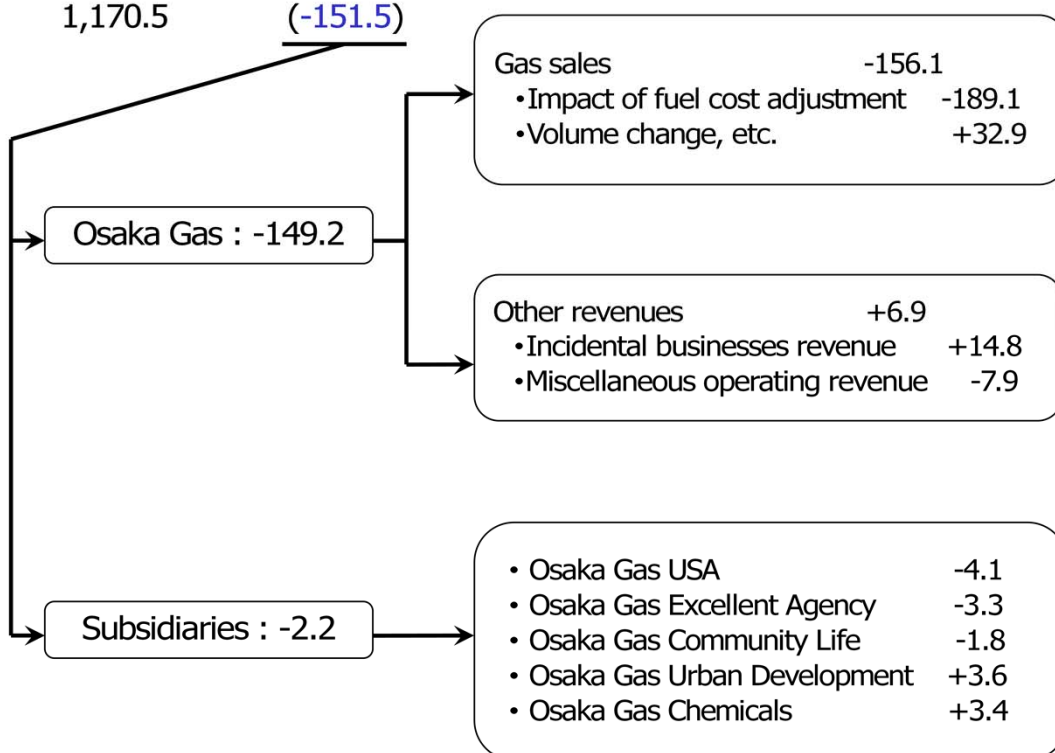 1,170.5 (-151.5)
Gas sales -156.1
•Impact of fuel cost adjustment -189.1
•Volume change, etc. +32.9
Osaka Gas : -149.2
Other revenues +6.9
•Incidental businesses revenue +14.8
•Miscellaneous operating revenue -7.9
Subsidiaries : -2.2
• Osaka Gas USA -4.1
• Osaka Gas Excellent Agency -3.3
• Osaka Gas Community Life -1.8
• Osaka Gas Urban Development +3.6
• Osaka Gas Chemicals +3.4